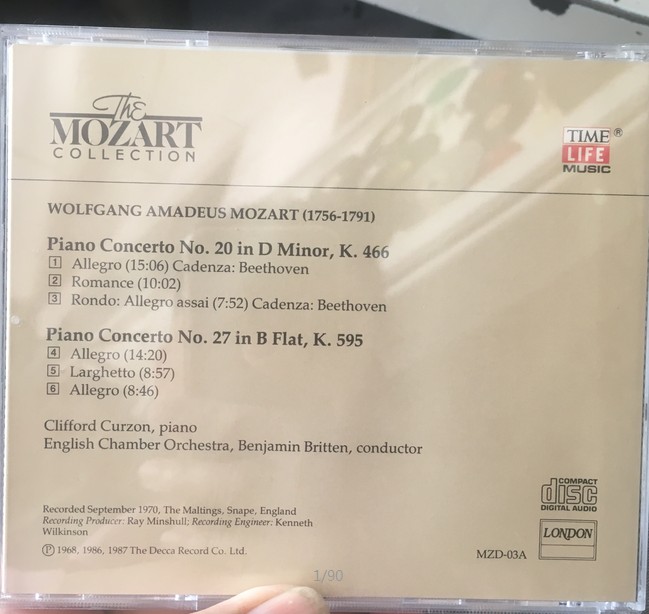 The
MOZART
COLLECTION
TIME ®
LIFE
MUSIC
WOLFGANG AMADEUS MOZART (1756-1791)
Piano Concerto No. 20 in D Minor, K. 466
1 Allegro (15:06) Cadenza: Beethoven
2 Romance (10:02)
3 Rondo: Allegro assai (7:52) Cadenza: Beethoven
Piano Concerto No. 27 in B Flat, K. 595
4 Allegro (14:20)
5 Larghetto (8:57)
6 Allegro (8:46)
Clifford Curzon, piano
English Chamber Orchestra, Benjamin Britten, conductor
Recorded September 1970, The Maltings, Snape, England
Recording Producer: Ray Minshull; Recording Engineer: Kenneth
Wilkinson
Ⓟ 1968, 1986, 1987 The Decca Record Co. Ltd.
COMPACT
disc
DIGITAL AUDIO
LONDON
MZD-03A
1/90